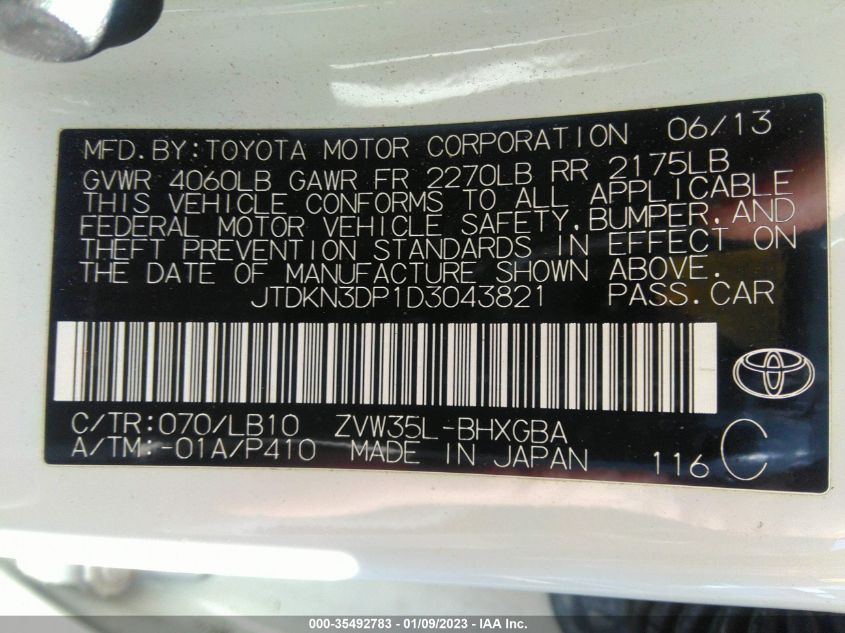 MFD.BY:TOYOTA MOTOR CORPORATION 06/13
GVWR 4060LB GAWR FR 2270LB RR 2175LB
THIS VEHICLE CONFORMS TO ALL APPLICABLE
FEDERAL MOTOR VEHICLE SAFETY,BUMPER,AND
THEFT PREVENTION STANDARDS IN EFFECT ON
THE DATE OF MANUFACTURE SHOWN ABOVE.
JTDKN3DP1D3043821 PASS.CAR
C/TR:070/LB10 ZVW35L-BHXGBA
A/TM:-01A/P410 MADE IN JAPAN 116 C
000-35492783 - 01/09/2023 - IAA Inc.